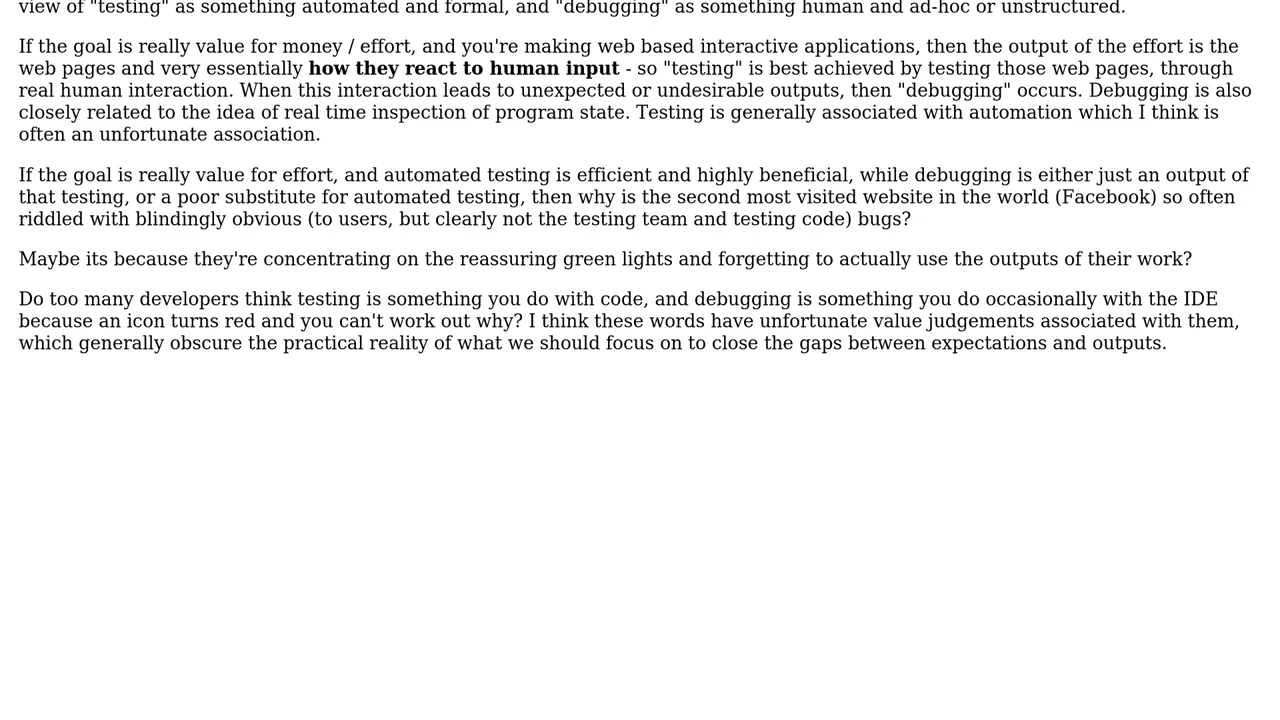 view of "testing" as something automated and formal, and "debugging" as something human and ad-hoc or unstructured.
If the goal is really value for money / effort, and you're making web based interactive applications, then the output of the effort is the
web pages and very essentially how they react to human input - so "testing" is best achieved by testing those web pages, through
real human interaction. When this interaction leads to unexpected or undesirable outputs, then "debugging" occurs. Debugging is also
closely related to the idea of real time inspection of program state. Testing is generally associated with automation which I think is
often an unfortunate association.
If the goal is really value for effort, and automated testing is efficient and highly beneficial, while debugging is either just an output of
that testing, or a poor substitute for automated testing, then why is the second most visited website in the world (Facebook) so often
riddled with blindingly obvious (to users, but clearly not the testing team and testing code) bugs?
Maybe its because they're concentrating on the reassuring green lights and forgetting to actually use the outputs of their work?
Do too many developers think testing is something you do with code, and debugging is something you do occasionally with the IDE
because an icon turns red and you can't work out why? I think these words have unfortunate value judgements associated with them,
which generally obscure the practical reality of what we should focus on to close the gaps between expectations and outputs.